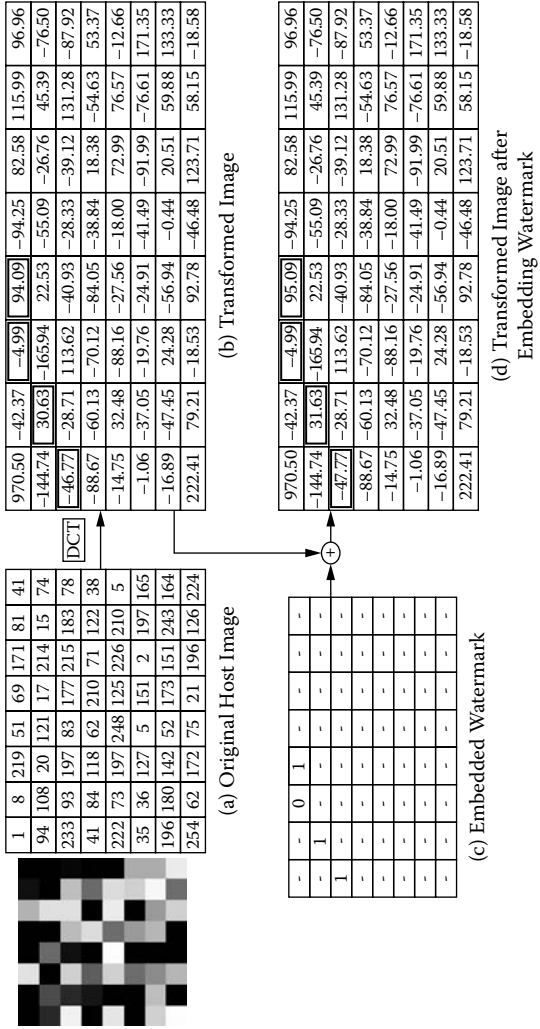 1 8 219 51 69 171 81 41
94 108 20 121 17 214 15 74
233 93 197 83 177 215 183 78
41 84 118 62 210 71 122 38
222 73 197 248 125 226 210 5
35 36 127 5 151 2 197 165
196 180 142 52 173 151 243 164
254 62 172 75 21 196 126 224
(a) Original Host Image
DCT
970.50 −42.37 −4.99 94.09 −94.25 82.58 115.99 96.96
−144.74 30.63 −165.94 22.53 −55.09 −26.76 45.39 −76.50
−46.77 −28.71 113.62 −40.93 −28.33 −39.12 131.28 −87.92
−88.67 −60.13 −70.12 −84.05 −38.84 18.38 −54.63 53.37
−14.75 32.48 −88.16 −27.56 −18.00 72.99 76.57 −12.66
−1.06 −37.05 −19.76 −24.91 −41.49 −91.99 −76.61 171.35
−16.89 −47.45 24.28 −56.94 −0.44 20.51 59.88 133.33
222.41 79.21 −18.53 92.78 −46.48 123.71 58.15 −18.58
(b) Transformed Image
- - 0 1 - - - -
- 1 - - - - - -
1 - - - - - - -
- - - - - - - -
- - - - - - - -
- - - - - - - -
- - - - - - - -
- - - - - - - -
(c) Embedded Watermark
+
970.50 −42.37 −4.99 95.09 −94.25 82.58 115.99 96.96
−144.74 31.63 −165.94 22.53 −55.09 −26.76 45.39 −76.50
−47.77 −28.71 113.62 −40.93 −28.33 −39.12 131.28 −87.92
−88.67 −60.13 −70.12 −84.05 −38.84 18.38 −54.63 53.37
−14.75 32.48 −88.16 −27.56 −18.00 72.99 76.57 −12.66
−1.06 −37.05 −19.76 −24.91 −41.49 −91.99 −76.61 171.35
−16.89 −47.45 24.28 −56.94 −0.44 20.51 59.88 133.33
222.41 79.21 −18.53 92.78 −46.48 123.71 58.15 −18.58
(d) Transformed Image after
Embedding Watermark